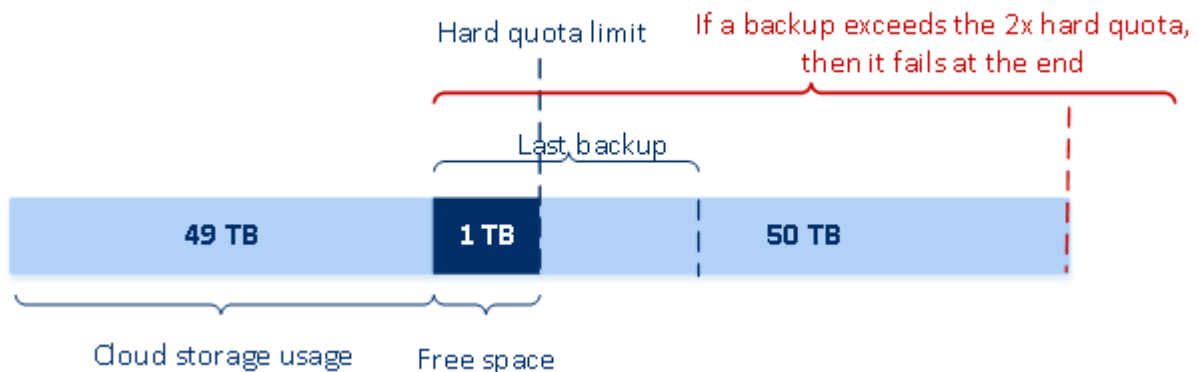 Hard quota limit
If a backup exceeds the 2x hard quota,
then it fails at the end
Last backup
49 TB
1 TB
50 TB
Cloud storage usage
Free space